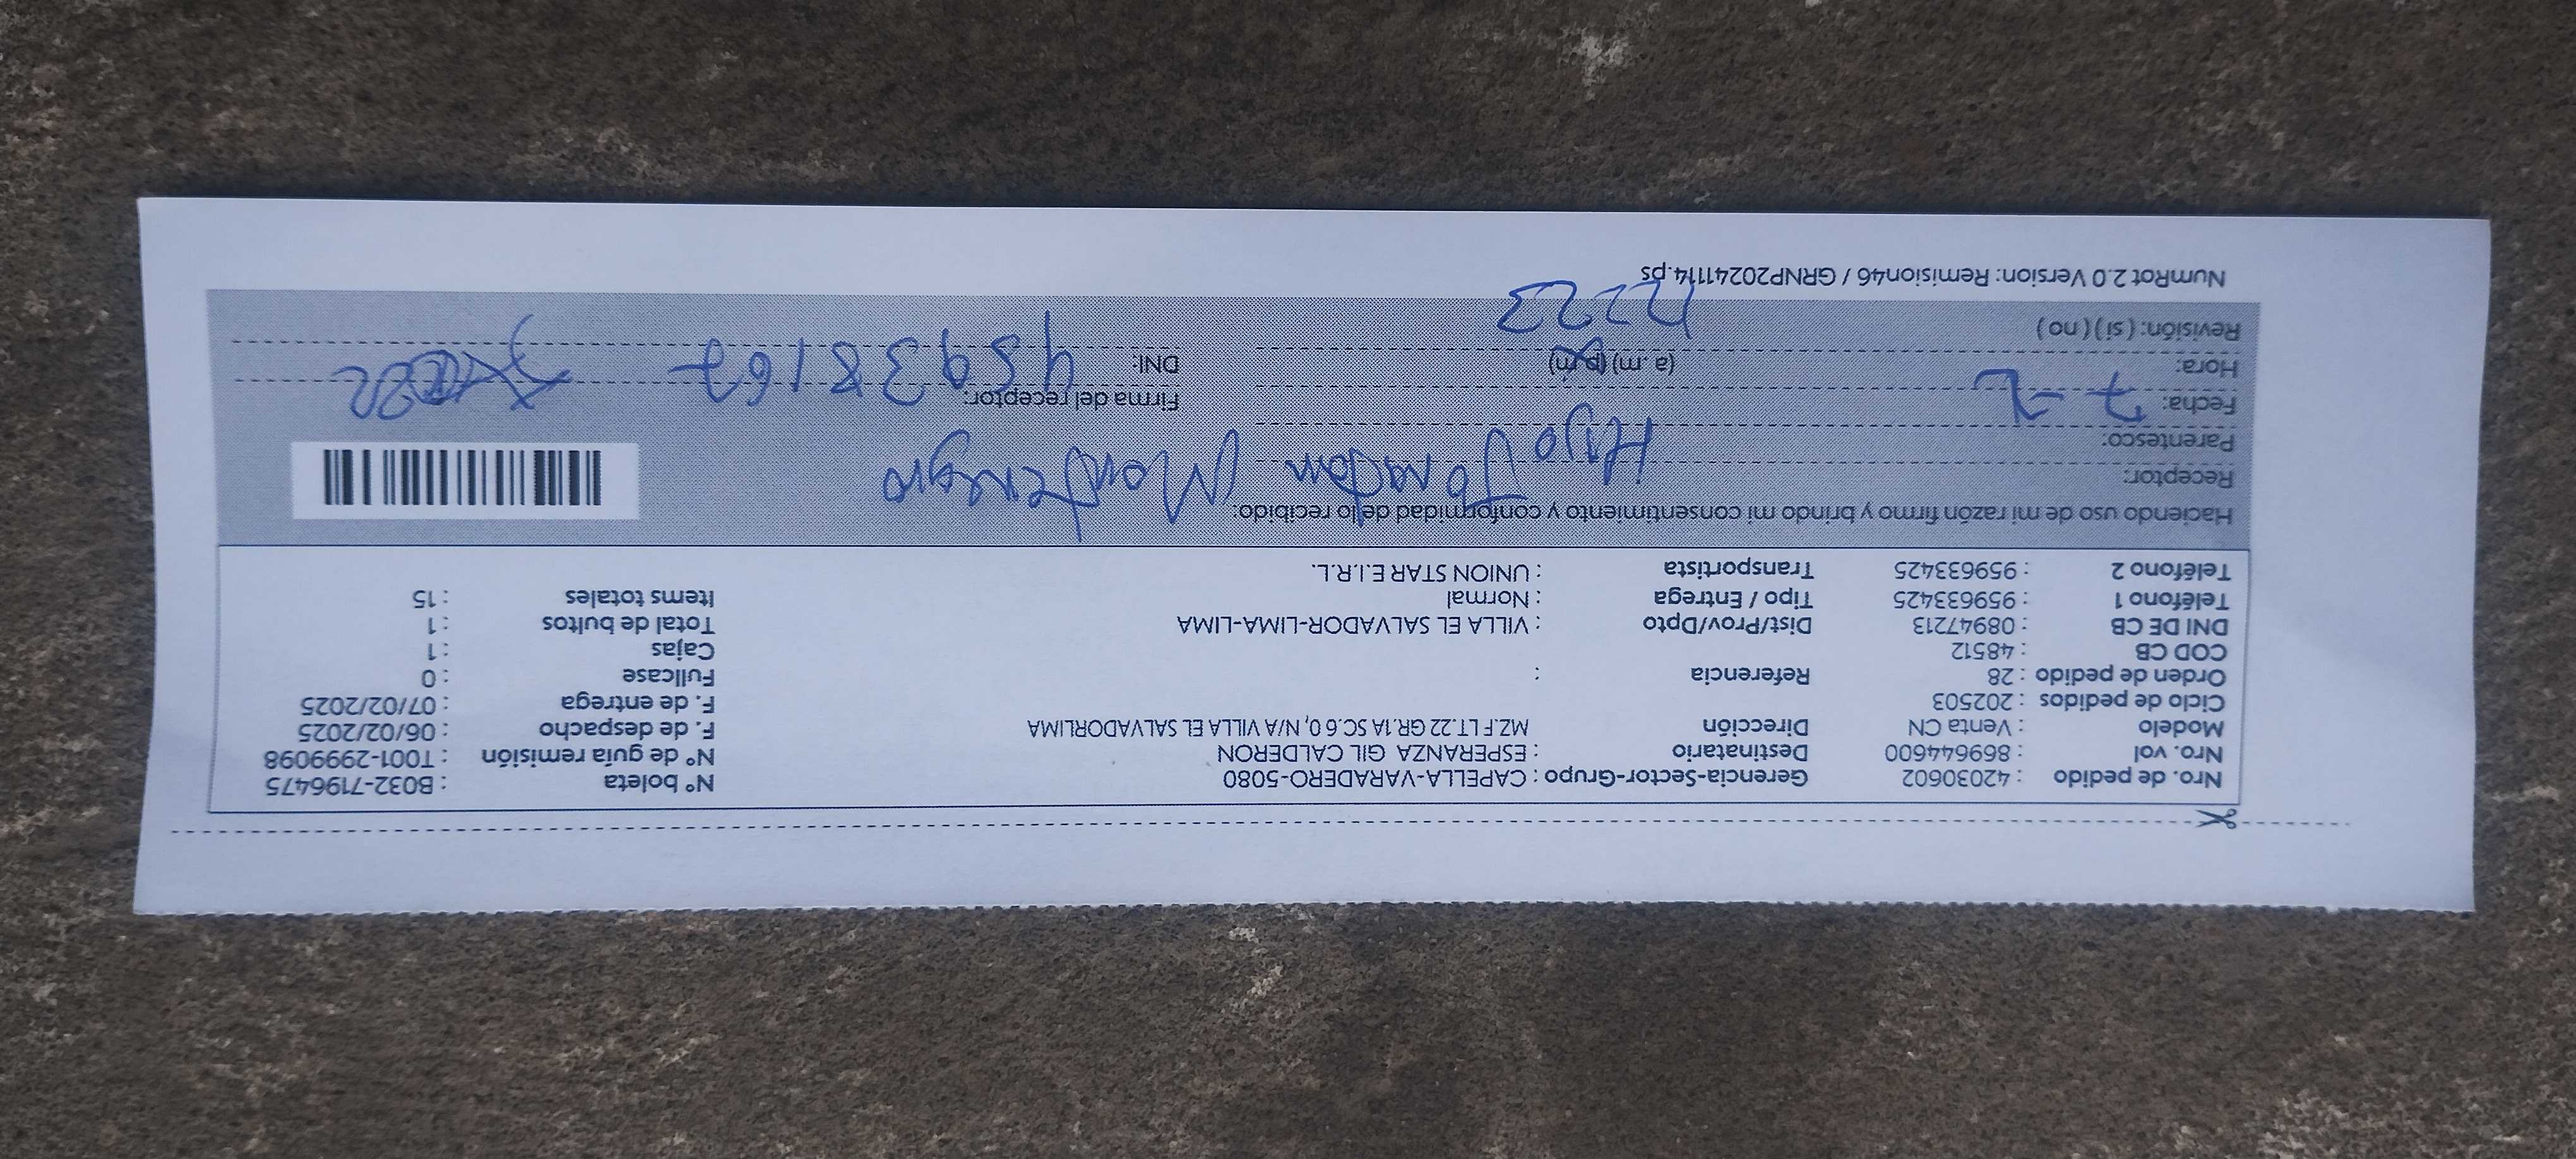 Nro. de pedido : 42030602 Gerencia-Sector-Grupo : CAPELLA-VARADERO-5080 N° boleta : B032-7196475
Nro. vol : 869644600 Destinatario : ESPERANZA GIL CALDERON N° de guía remisión : T001-2999098
Modelo : Venta CN Dirección MZ.F LT.22 GR.1A SC.6 0, N/A VILLA EL SALVADORLIMA F. de despacho : 06/02/2025
Ciclo de pedidos : 202503 F. de entrega : 07/02/2025
Orden de pedido : 28 Referencia : Fullcase : 0
COD CB : 48512 Cajas : 1
DNI DE CB : 08947213 Dist/Prov/Dpto : VILLA EL SALVADOR-LIMA-LIMA Total de bultos : 1
Teléfono 1 : 959633425 Tipo / Entrega : Normal Items totales : 15
Teléfono 2 : 959633425 Transportista : UNION STAR E.I.R.L.
Haciendo uso de mi razón firmo y brindo mi consentimiento y conformidad de lo recibido:
Receptor: Jonatan Montenegro
Parentesco: Hijo
Fecha: 7-2 Firma del receptor:
Hora: (a .m) (p.m) DNI: 45938167
Revisión: ( si ) ( no )
NumRot 2.0 Version: Remision46 / GRNP20241114.ps